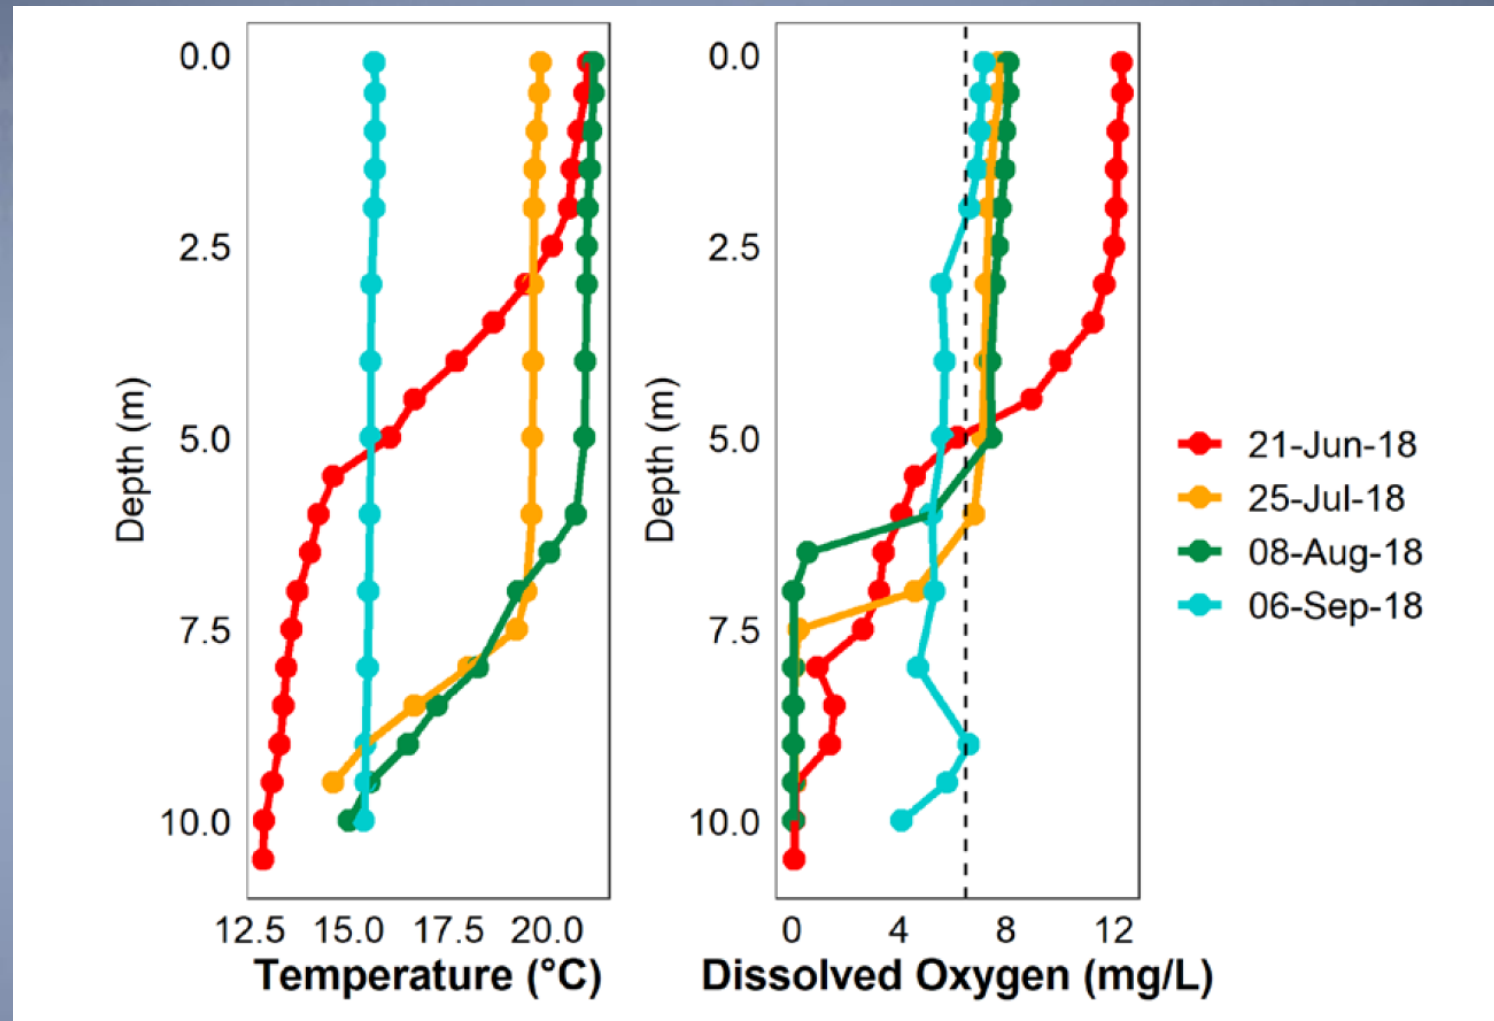 0.0
2.5
5.0
7.5
10.0
Depth (m)
12.5 15.0 17.5 20.0
Temperature (°C)
0.0
2.5
5.0
7.5
10.0
Depth (m)
0 4 8 12
Dissolved Oxygen (mg/L)
21-Jun-18
25-Jul-18
08-Aug-18
06-Sep-18